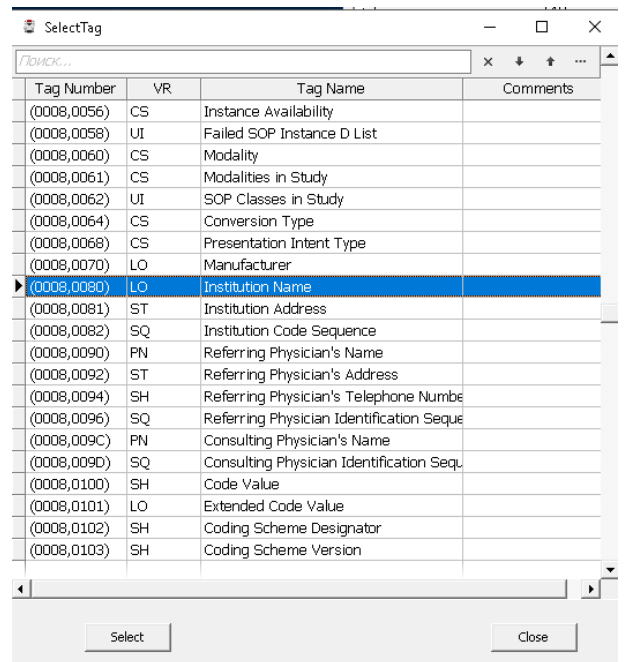 SelectTag
Поиск...
Tag Number VR Tag Name Comments
(0008,0056) CS Instance Availability
(0008,0058) UI Failed SOP Instance D List
(0008,0060) CS Modality
(0008,0061) CS Modalities in Study
(0008,0062) UI SOP Classes in Study
(0008,0064) CS Conversion Type
(0008,0068) CS Presentation Intent Type
(0008,0070) LO Manufacturer
(0008,0080) LO Institution Name
(0008,0081) ST Institution Address
(0008,0082) SQ Institution Code Sequence
(0008,0090) PN Referring Physician's Name
(0008,0092) ST Referring Physician's Address
(0008,0094) SH Referring Physician's Telephone Numbe
(0008,0096) SQ Referring Physician Identification Seque
(0008,009C) PN Consulting Physician's Name
(0008,009D) SQ Consulting Physician Identification Sequ
(0008,0100) SH Code Value
(0008,0101) LO Extended Code Value
(0008,0102) SH Coding Scheme Designator
(0008,0103) SH Coding Scheme Version
Select Close